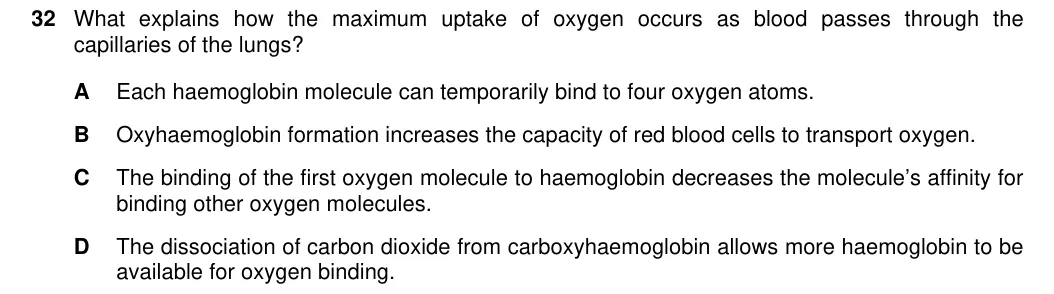 32 What explains how the maximum uptake of oxygen occurs as blood passes through the
capillaries of the lungs?
A Each haemoglobin molecule can temporarily bind to four oxygen atoms.
B Oxyhaemoglobin formation increases the capacity of red blood cells to transport oxygen.
C The binding of the first oxygen molecule to haemoglobin decreases the molecule's affinity for
binding other oxygen molecules.
D The dissociation of carbon dioxide from carboxyhaemoglobin allows more haemoglobin to be
available for oxygen binding.